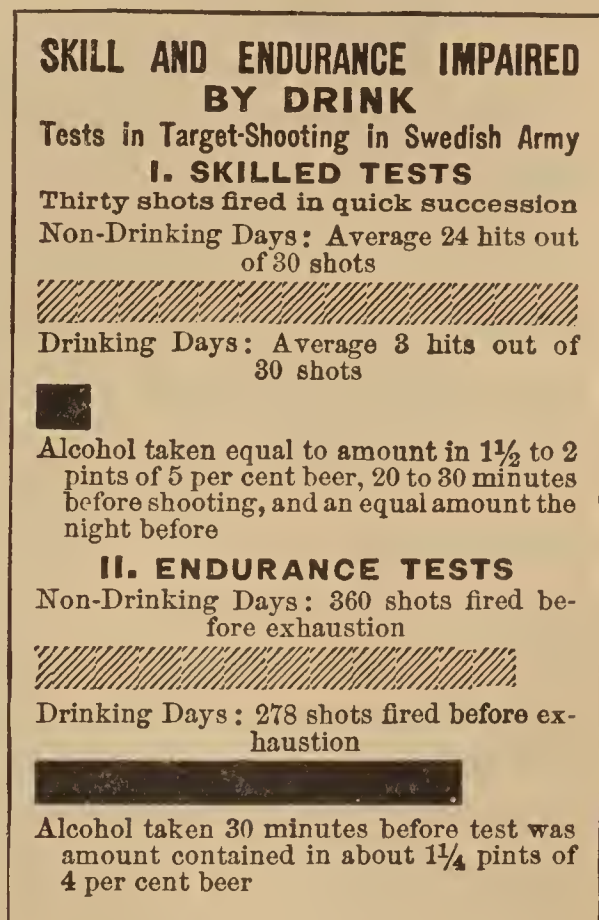 SKILL AND ENDURANCE IMPAIRED
BY DRINK
Tests in Target-Shooting in Swedish Army
I. SKILLED TESTS
Thirty shots fired in quick succession
Non-Drinking Days: Average 24 hits out
of 30 shots
Drinking Days: Average 3 hits out of
30 shots
Alcohol taken equal to amount in 1½ to 2
pints of 5 per cent beer, 20 to 30 minutes
before shooting, and an equal amount the
night before
II. ENDURANCE TESTS
Non-Drinking Days: 360 shots fired be-
fore exhaustion
Drinking Days: 278 shots fired before ex-
haustion
Alcohol taken 30 minutes before test was
amount contained in about 1¼ pints of
4 per cent beer